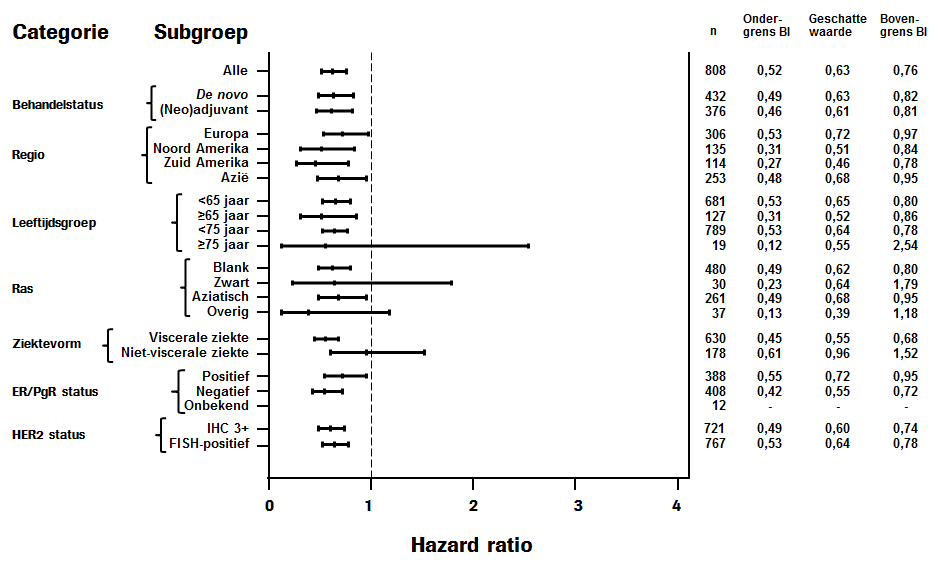 Categorie Subgroep n Onder-grens BI Geschatte waarde Boven-grens BI
Alle 808 0,52 0,63 0,76
Behandelstatus
De novo 432 0,49 0,63 0,82
(Neo)adjuvant 376 0,46 0,61 0,81
Regio
Europa 306 0,53 0,72 0,97
Noord Amerika 135 0,31 0,51 0,84
Zuid Amerika 114 0,27 0,46 0,78
Azië 253 0,48 0,68 0,95
Leeftijdsgroep
<65 jaar 681 0,53 0,65 0,80
≥65 jaar 127 0,31 0,52 0,86
<75 jaar 789 0,53 0,64 0,78
≥75 jaar 19 0,12 0,55 2,54
Ras
Blank 480 0,49 0,62 0,80
Zwart 30 0,23 0,64 1,79
Aziatisch 261 0,49 0,68 0,95
Overig 37 0,13 0,39 1,18
Ziektevorm
Viscerale ziekte 630 0,45 0,55 0,68
Niet-viscerale ziekte 178 0,61 0,96 1,52
ER/PgR status
Positief 388 0,55 0,72 0,95
Negatief 408 0,42 0,55 0,72
Onbekend 12 - - -
HER2 status
IHC 3+ 721 0,49 0,60 0,74
FISH-positief 767 0,53 0,64 0,78
0 1 2 3 4
Hazard ratio